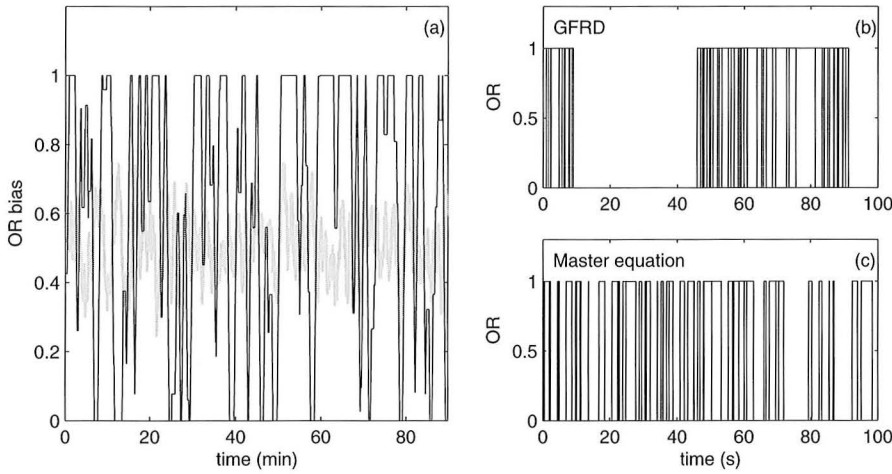 (a)
OR bias
1
0.8
0.6
0.4
0.2
0
0 20 40 60 80
time (min)
GFRD (b)
OR
1
0.5
0
0 20 40 60 80 100
Master equation (c)
OR
1
0.5
0
0 20 40 60 80 100
time (s)